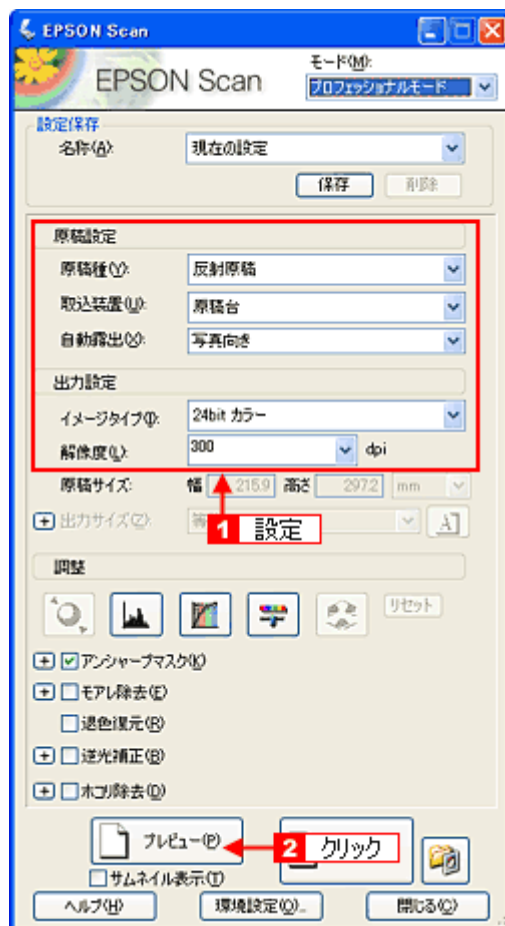 EPSON Scan
EPSON Scan
モード(M):
プロフェッショナルモード
設定保存
名称(A):
現在の設定
保存
削除
原稿設定
原稿種(Y):
反射原稿
取込装置(U):
原稿台
自動露出(X):
写真向き
出力設定
イメージタイプ(I):
24bit カラー
解像度(L):
300
dpi
原稿サイズ:
幅
215.9
高さ
297.2
mm
出力サイズ(Z):
1 設定
調整
リセット
アンシャープマスク(K)
モアレ除去(E)
退色復元(R)
逆光補正(B)
ホコリ除去(D)
プレビュー(P)
2 クリック
サムネイル表示(T)
ヘルプ(H)
環境設定(O)...
閉じる(C)